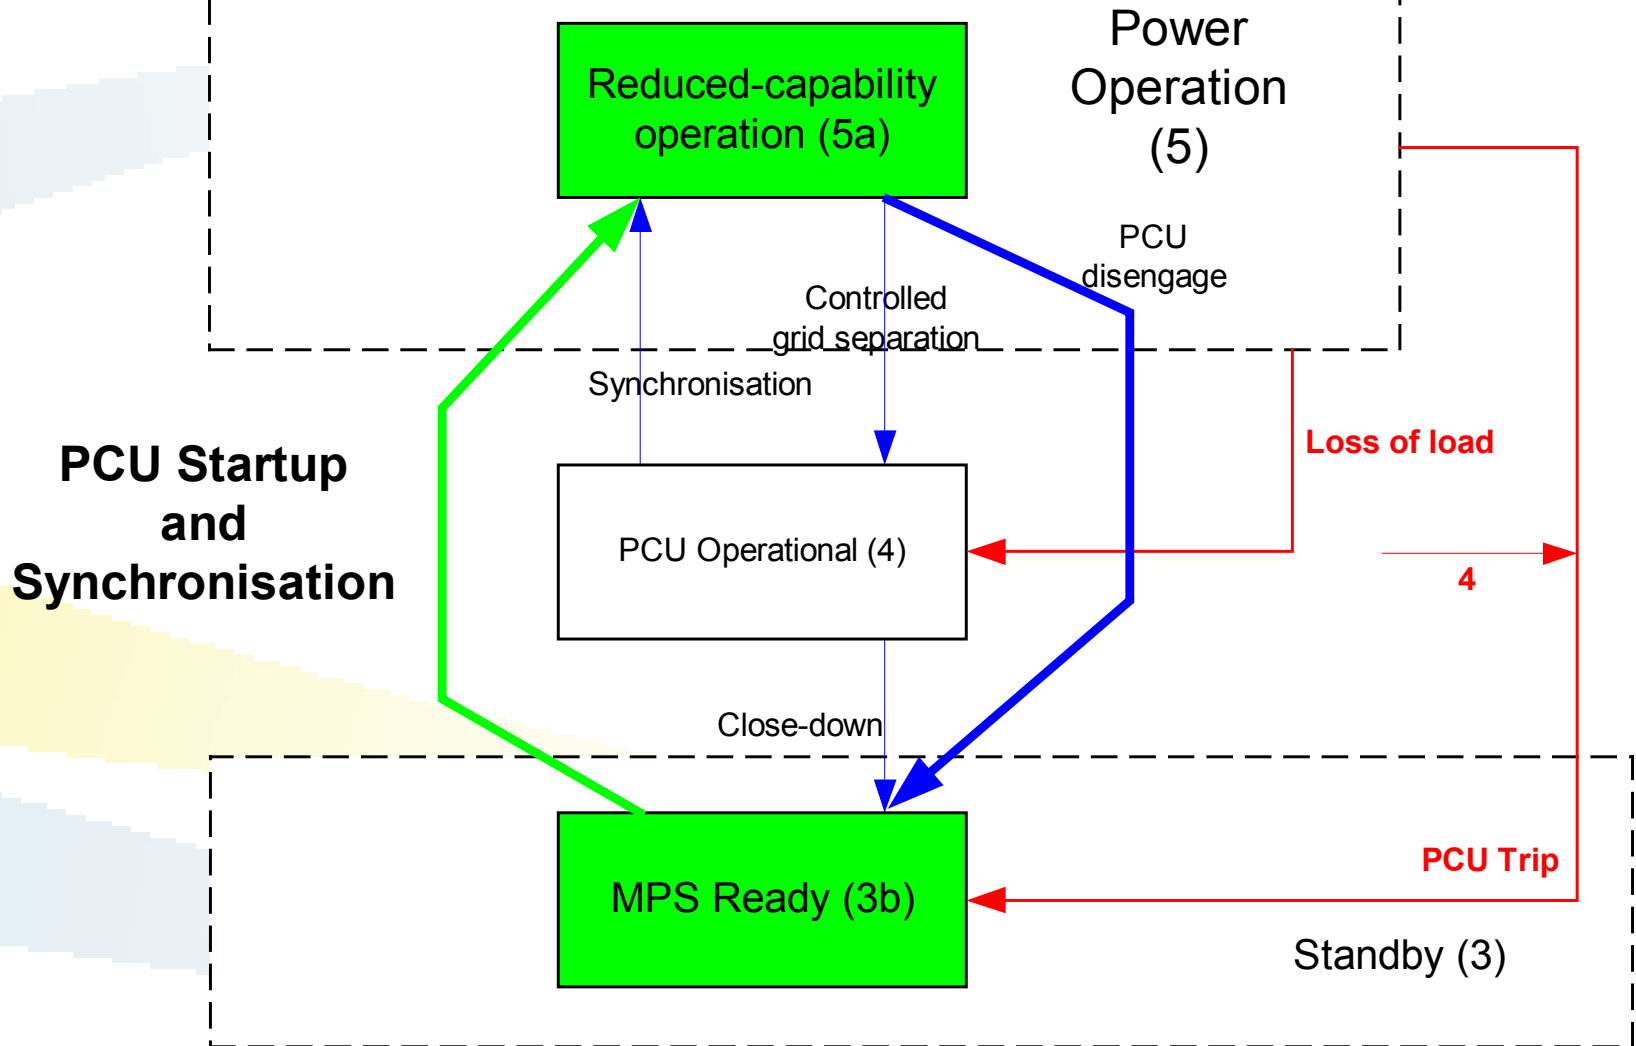 Power
Operation
(5)
Reduced-capability
operation (5a)
PCU
disengage
Controlled
grid separation
Synchronisation
Loss of load
PCU Startup
and
Synchronisation
PCU Operational (4)
4
Close-down
PCU Trip
MPS Ready (3b)
Standby (3)